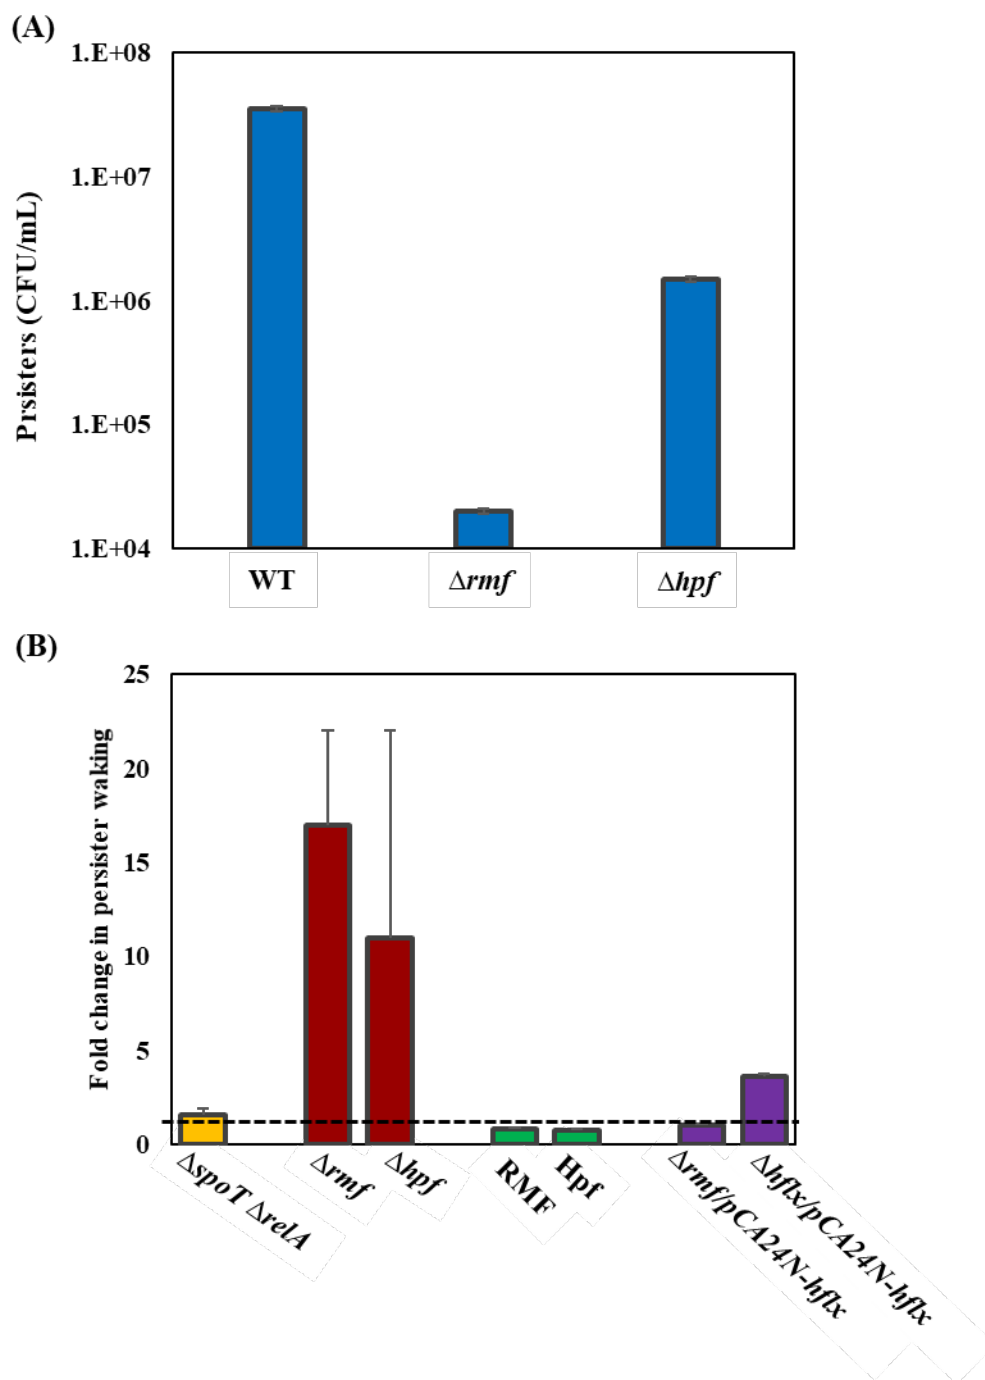 (A)
1.E+08
1.E+07
1.E+06
1.E+05
1.E+04
Prsisters (CFU/mL)
WT
Δrmf
Δhpf
(B)
25
20
15
10
5
0
Fold change in persister waking
ΔspoT ΔrelA
Δrmf
Δhpf
RMF
Hpf
Δrmf/pCA24N-hflx
Δhflx/pCA24N-hflx